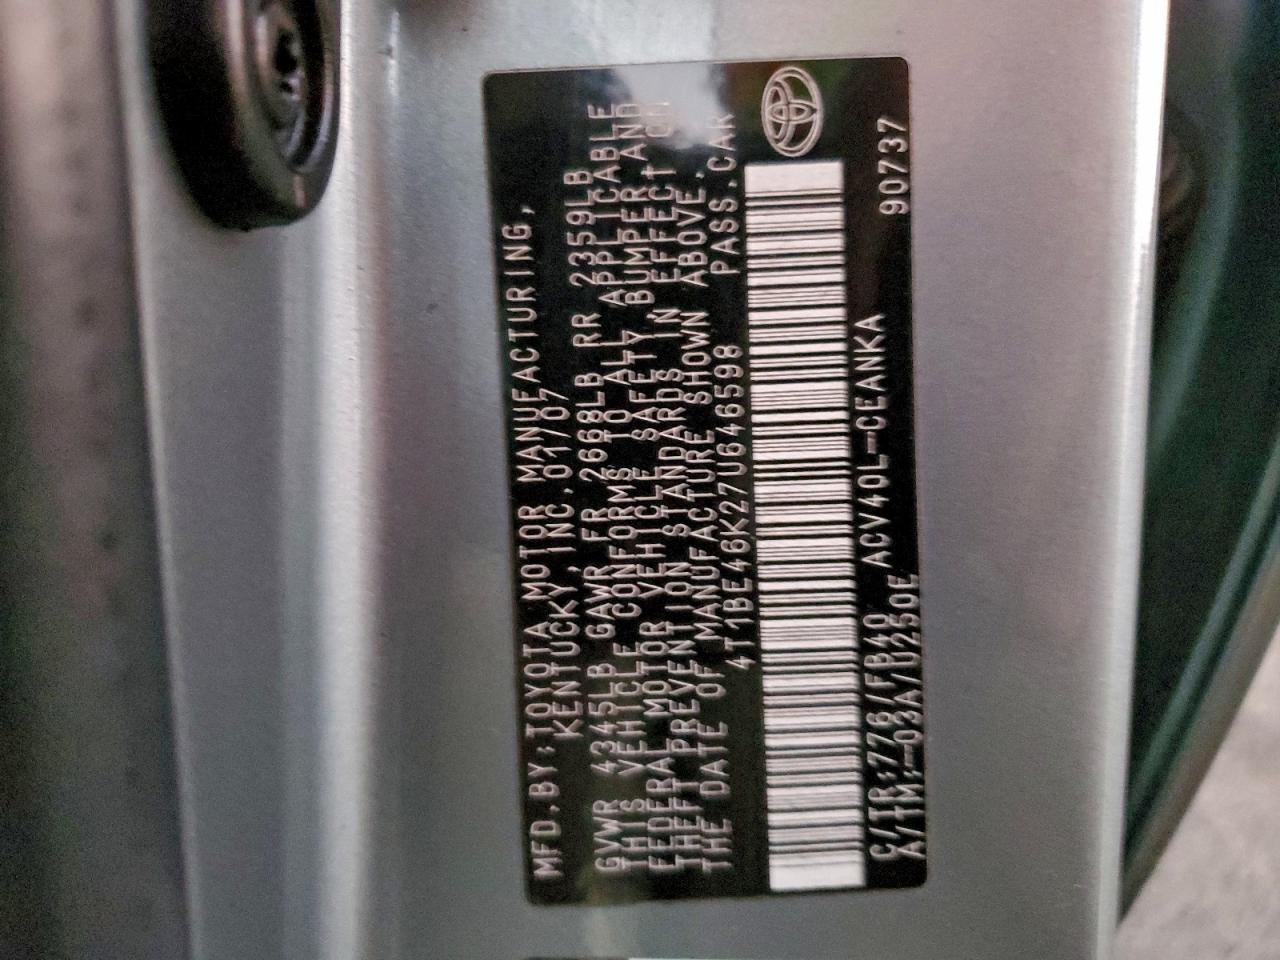 MFD.BY:TOYOTA MOTOR MANUFACTURING,
KENTUCKY,INC.01/07
GVWR 4345LB GAWR FR 2668LB RR 2359LB
THIS VEHICLE CONFORMS TO ALL APPLICABLE
FEDERAL MOTOR VEHICLE SAFETY,BUMPER AND
THEFT PREVENTION STANDARDS IN EFFECT ON
THE DATE OF MANUFACTURE SHOWN ABOVE.
4T1BE46K27U646598 PASS.CAR
C/TR:776/FB40 ACV40L-CEANKA
A/TM:-03A/U250E 90737